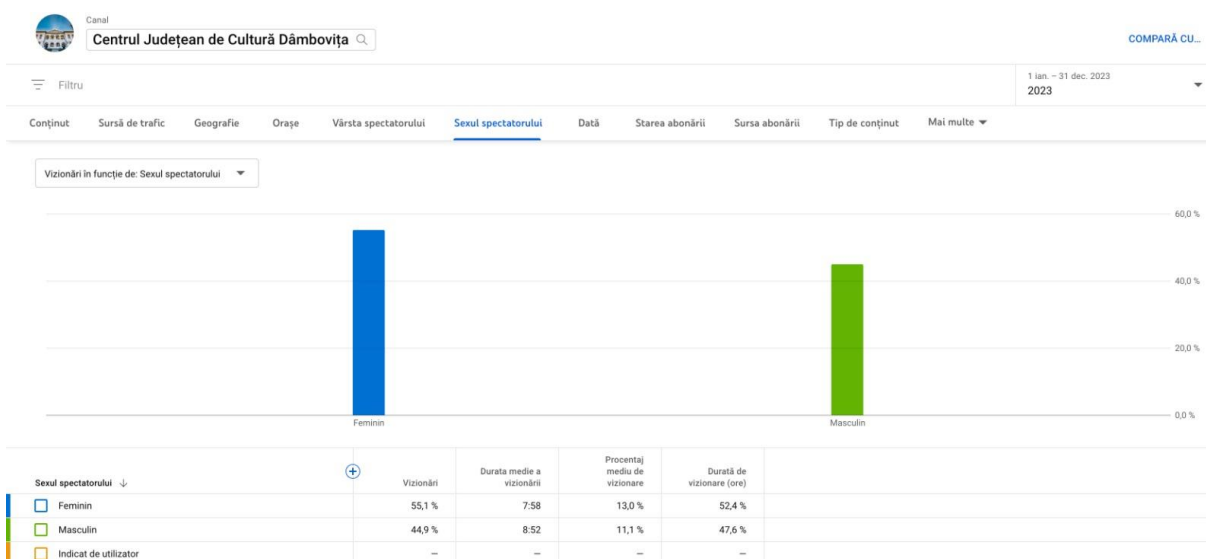 Canal
Centrul Județean de Cultură Dâmbovița
COMPARĂ CU...
Filtru
1 ian. – 31 dec. 2023
2023
Conținut Sursă de trafic Geografie Orașe Vârsta spectatorului Sexul spectatorului Dată Starea abonării Sursa abonării Tip de conținut Mai multe
Vizionări în funcție de: Sexul spectatorului
60,0 %
40,0 %
20,0 %
0,0 %
Feminin Masculin
Sexul spectatorului Vizionări Durata medie a vizionării Procentaj mediu de vizionare Durată de vizionare (ore)
Feminin 55,1 % 7:58 13,0 % 52,4 %
Masculin 44,9 % 8:52 11,1 % 47,6 %
Indicat de utilizator – – – –